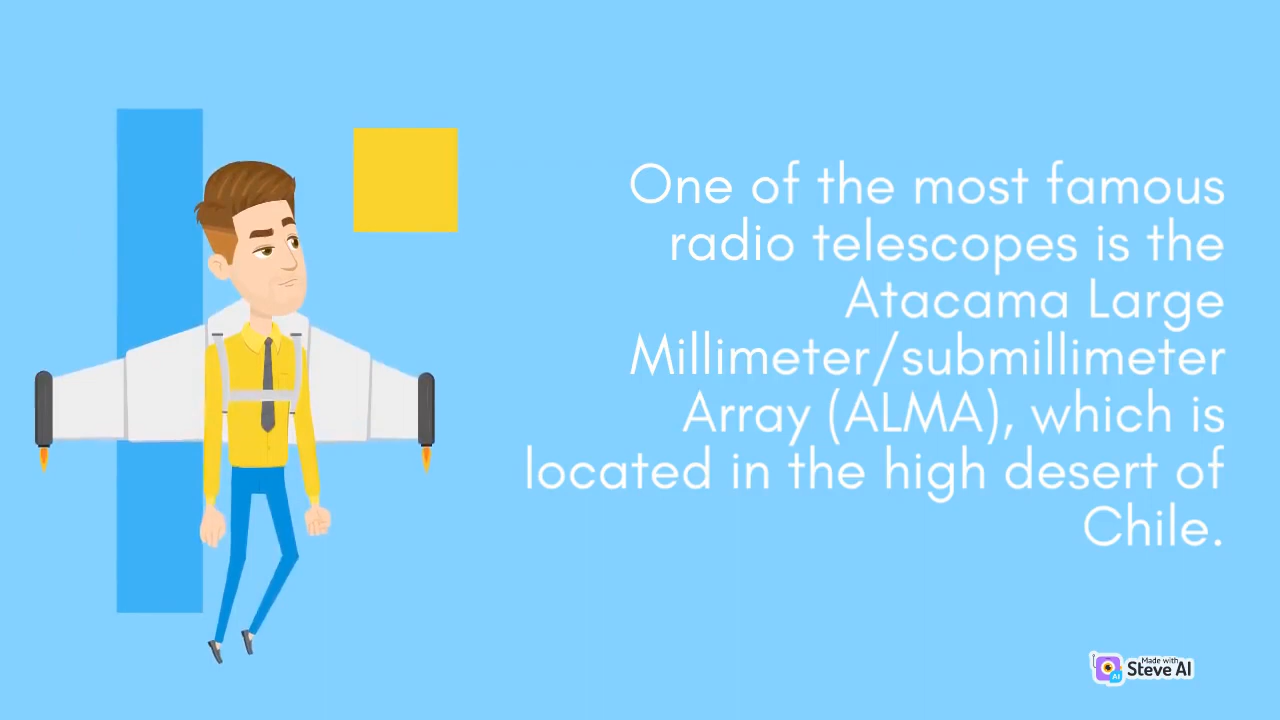 One of the most famous
radio telescopes is the
Atacama Large
Millimeter/submillimeter
Array (ALMA), which is
located in the high desert of
Chile.
Made with
Steve AI
AI